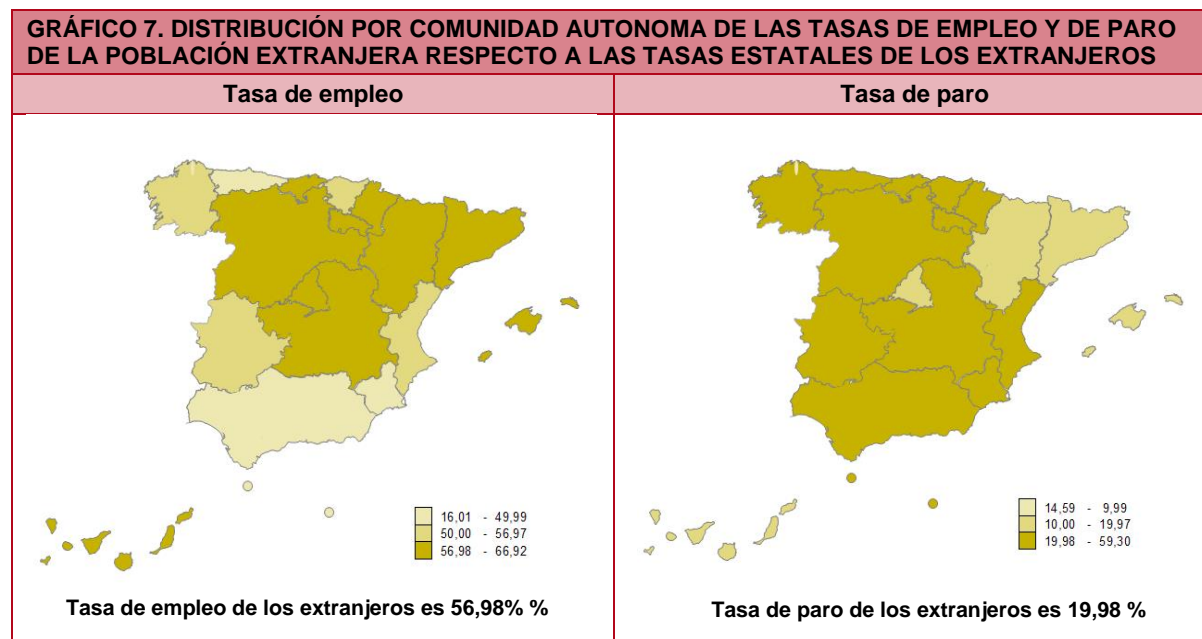 GRÁFICO 7. DISTRIBUCIÓN POR COMUNIDAD AUTONOMA DE LAS TASAS DE EMPLEO Y DE PARO
DE LA POBLACIÓN EXTRANJERA RESPECTO A LAS TASAS ESTATALES DE LOS EXTRANJEROS
Tasa de empleo
16,01 - 49,99
50,00 - 56,97
56,98 - 66,92
Tasa de empleo de los extranjeros es 56,98% %
Tasa de paro
14,59 - 9,99
10,00 - 19,97
19,98 - 59,30
Tasa de paro de los extranjeros es 19,98 %